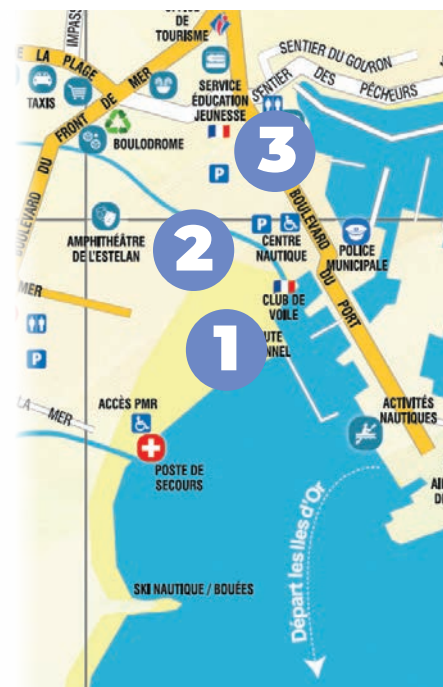 DE
TOURISME
IMPASS
LA PLAGE
TAXIS
SERVICE
ÉDUCATION
JEUNESSE
SENTIER DU GOURON
SENTIER DES PÊCHEURS
BOULEVARD DU FRONT DE MER
BOULODROME
3
P
AMPHITHÉÂTRE
DE L'ESTELAN
2
P
CENTRE
NAUTIQUE
BOULEVARD DU PORT
POLICE
MUNICIPALE
MER
CLUB DE
VOILE
1
UTE
NNEL
P
LA MER
ACCÈS PMR
ACTIVITÉS
NAUTIQUES
POSTE DE
SECOURS
Départ les Iles d'Or
SKI NAUTIQUE / BOUÉES